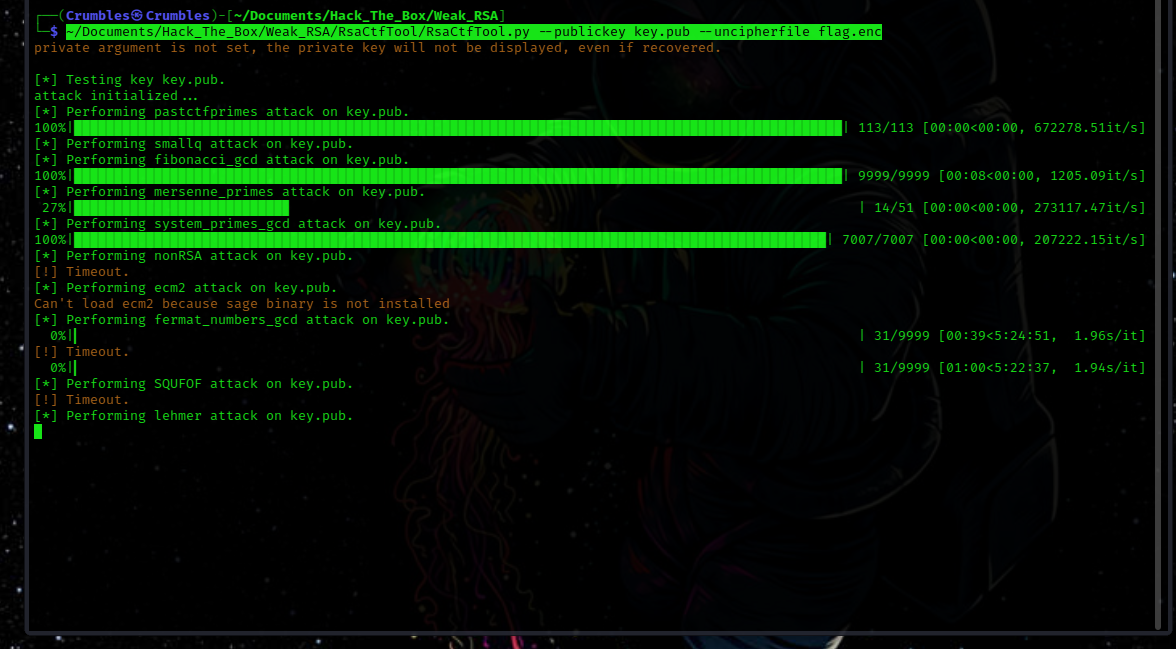 ┌──(Crumbles㉿Crumbles)-[~/Documents/Hack_The_Box/Weak_RSA]
└─$ ~/Documents/Hack_The_Box/Weak_RSA/RsaCtfTool/RsaCtfTool.py --publickey key.pub --uncipherfile flag.enc
private argument is not set, the private key will not be displayed, even if recovered.
[*] Testing key key.pub.
attack initialized...
[*] Performing pastctfprimes attack on key.pub.
100%| | 113/113 [00:00<00:00, 672278.51it/s]
[*] Performing smallq attack on key.pub.
[*] Performing fibonacci_gcd attack on key.pub.
100%| | 9999/9999 [00:08<00:00, 1205.09it/s]
[*] Performing mersenne_primes attack on key.pub.
27%| | 14/51 [00:00<00:00, 273117.47it/s]
[*] Performing system_primes_gcd attack on key.pub.
100%| | 7007/7007 [00:00<00:00, 207222.15it/s]
[*] Performing nonRSA attack on key.pub.
[!] Timeout.
[*] Performing ecm2 attack on key.pub.
Can't load ecm2 because sage binary is not installed
[*] Performing fermat_numbers_gcd attack on key.pub.
0%| | 31/9999 [00:39<5:24:51, 1.96s/it]
[!] Timeout.
0%| | 31/9999 [01:00<5:22:37, 1.94s/it]
[*] Performing SQUFOF attack on key.pub.
[!] Timeout.
[*] Performing lehmer attack on key.pub.